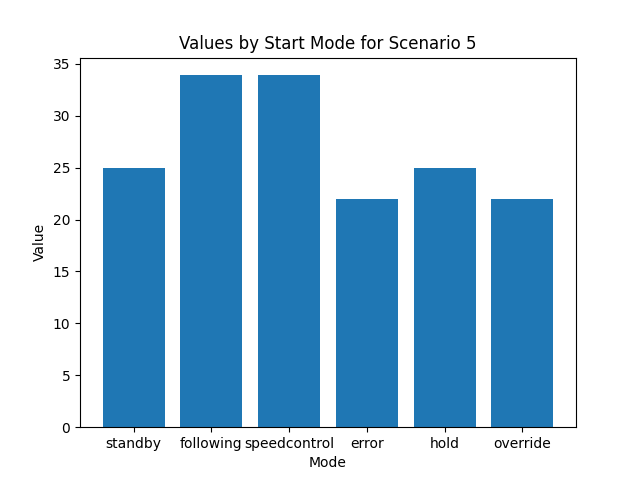 Values by Start Mode for Scenario 5
35
30
25
20
15
10
5
0
Value
standby following speedcontrol error hold override
Mode